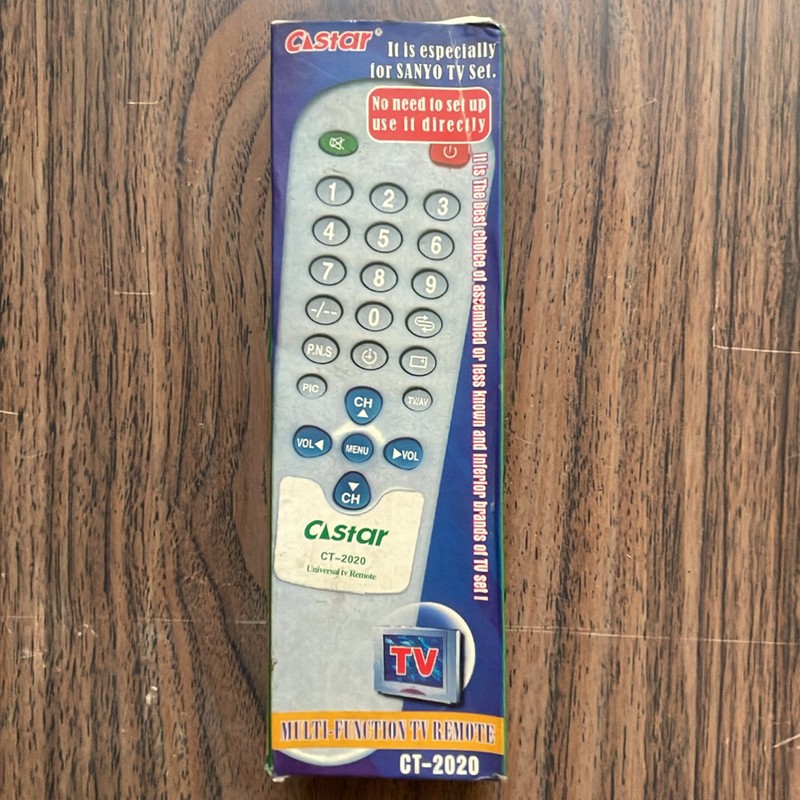 CStar®
It is especially
for SANYO TV Set.
No need to set up
use it directly
It is The best choice of assembled or less known and inferior brands of TV set !
1 2 3
4 5 6
7 8 9
-/-- 0
P.N.S
PIC
TV/AV
CH
VOL MENU VOL
CH
CStar
CT-2020
Universal tv Remote
TV
MULTI-FUNCTION TV REMOTE
CT-2020